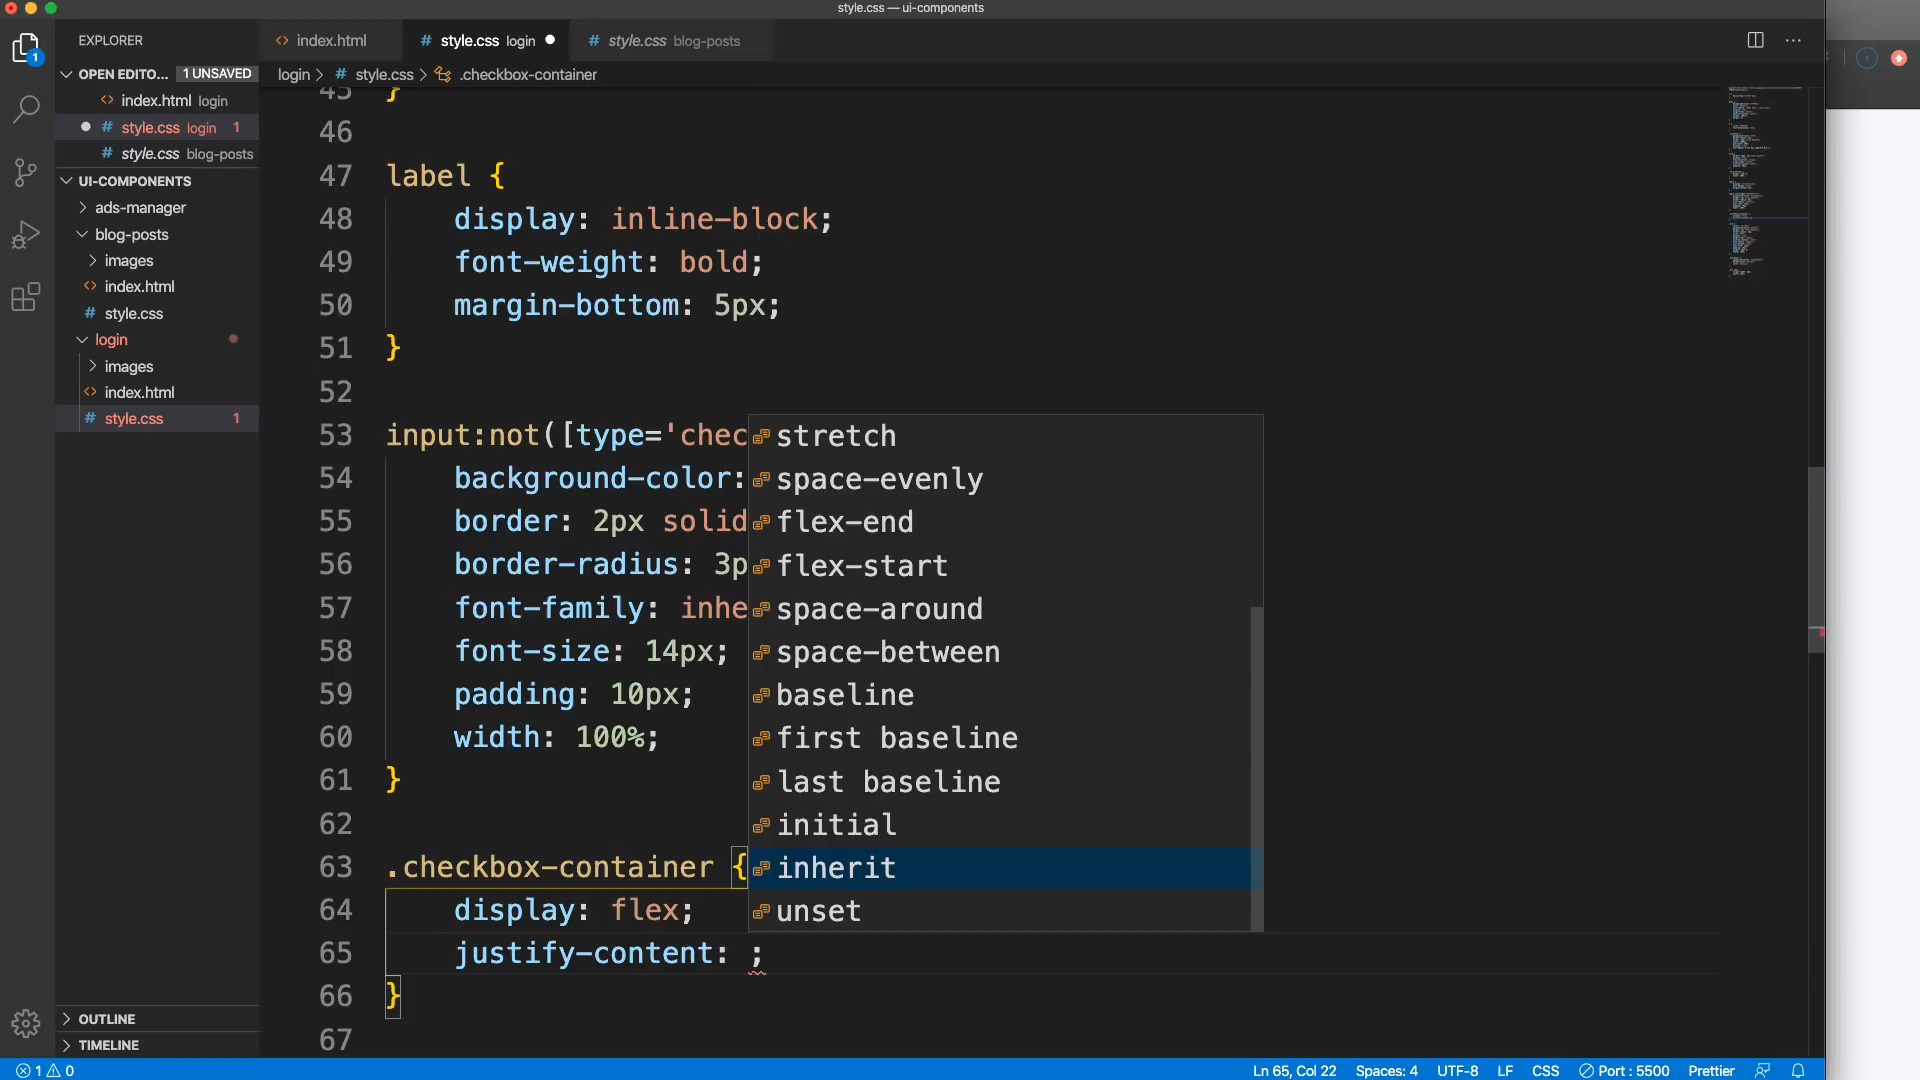 style.css — ui-components
EXPLORER
index.html
style.css login
style.css blog-posts
OPEN EDITO... 1 UNSAVED
login > style.css > .checkbox-container
index.html login
style.css login 1
style.css blog-posts
UI-COMPONENTS
ads-manager
blog-posts
images
index.html
style.css
login
images
index.html
style.css 1
OUTLINE
TIMELINE
45 }
46
47 label {
48 display: inline-block;
49 font-weight: bold;
50 margin-bottom: 5px;
51 }
52
53 input:not([type='chec
54 background-color:
55 border: 2px solid
56 border-radius: 3p
57 font-family: inhe
58 font-size: 14px;
59 padding: 10px;
60 width: 100%;
61 }
62
63 .checkbox-container {
64 display: flex;
65 justify-content: ;
66 }
67
stretch
space-evenly
flex-end
flex-start
space-around
space-between
baseline
first baseline
last baseline
initial
inherit
unset
1 0 Ln 65, Col 22 Spaces: 4 UTF-8 LF CSS Port : 5500 Prettier